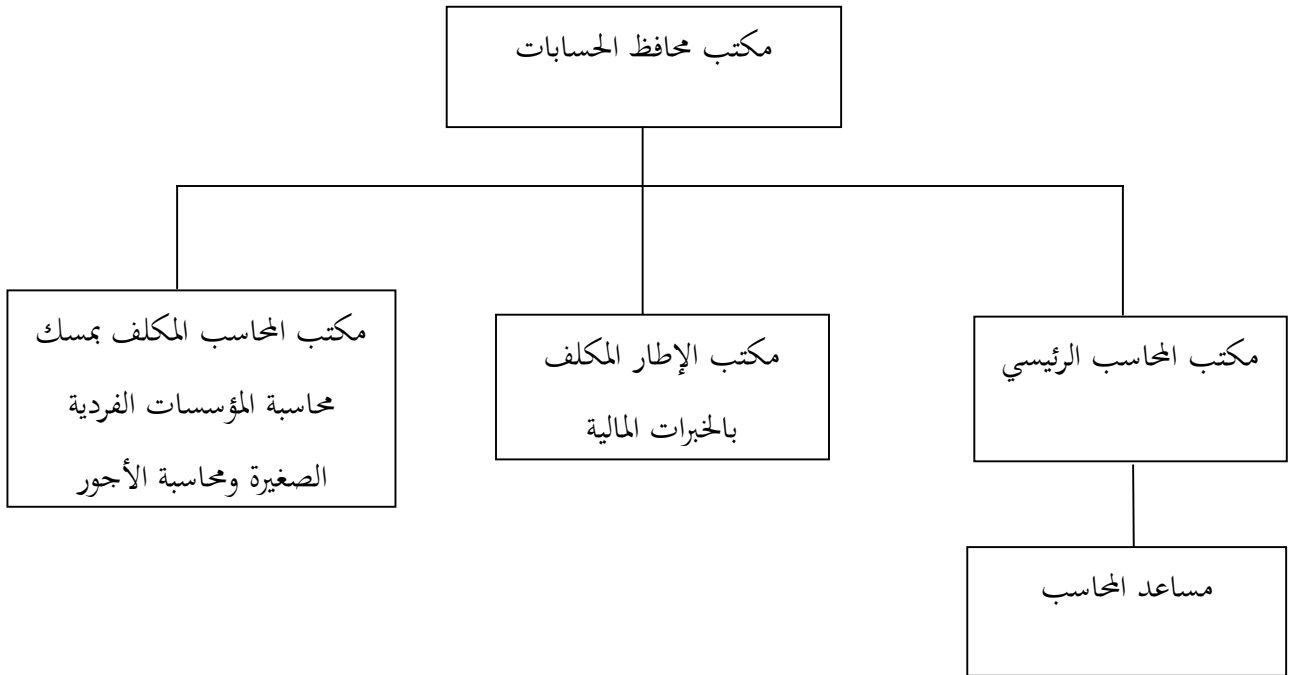 مكتب محافظ الحسابات
مكتب المحاسب الرئيسي
مكتب الإطار المكلف
بالخبرات المالية
مكتب المحاسب المكلف بمسك
محاسبة المؤسسات الفردية
الصغيرة ومحاسبة الأجور
مساعد المحاسب